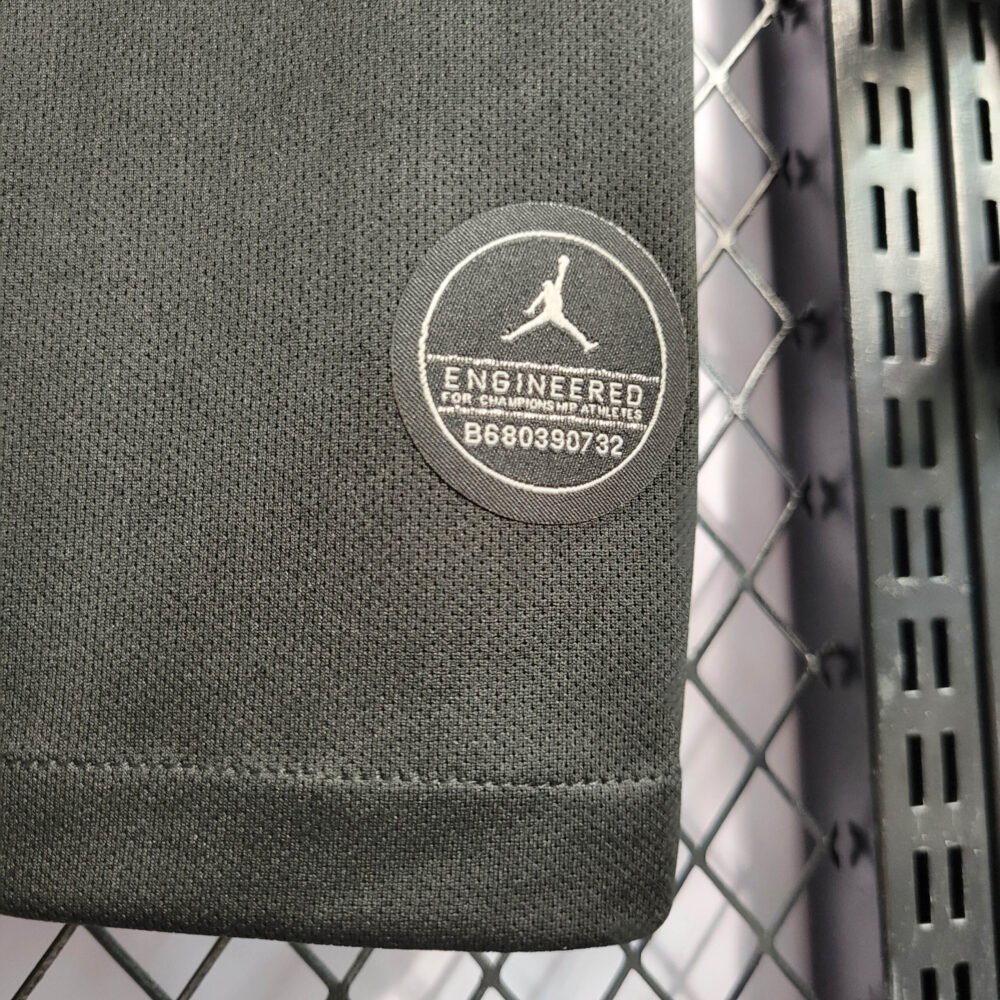 ENGINEERED
FOR CHAMPIONSHIP ATHLETES
B680390732